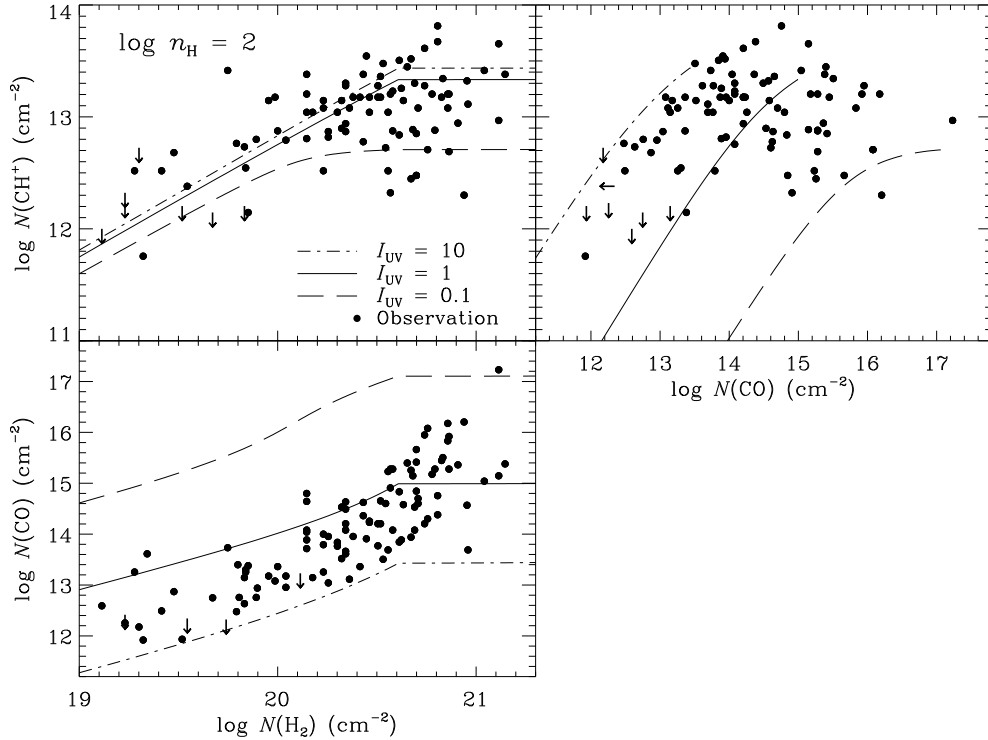 14
13
12
11
log N(CH⁺) (cm⁻²)
log n_H = 2
I_UV = 10
I_UV = 1
I_UV = 0.1
Observation
12 13 14 15 16 17
log N(CO) (cm⁻²)
17
16
15
14
13
12
log N(CO) (cm⁻²)
19 20 21
log N(H₂) (cm⁻²)